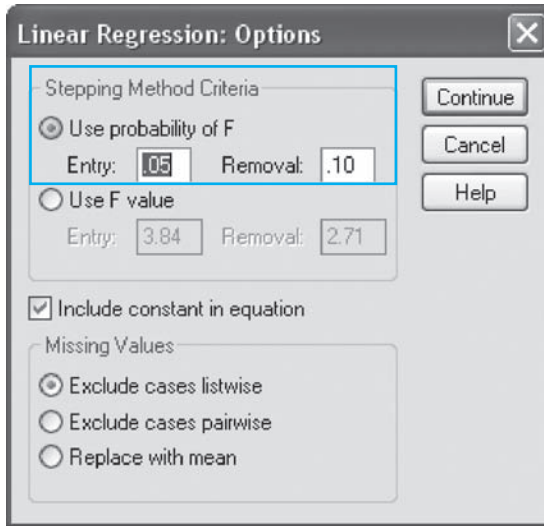 Linear Regression: Options
Stepping Method Criteria
Use probability of F
Entry: .05 Removal: .10
Use F value
Entry: 3.84 Removal: 2.71
Include constant in equation
Missing Values
Exclude cases listwise
Exclude cases pairwise
Replace with mean
Continue
Cancel
Help